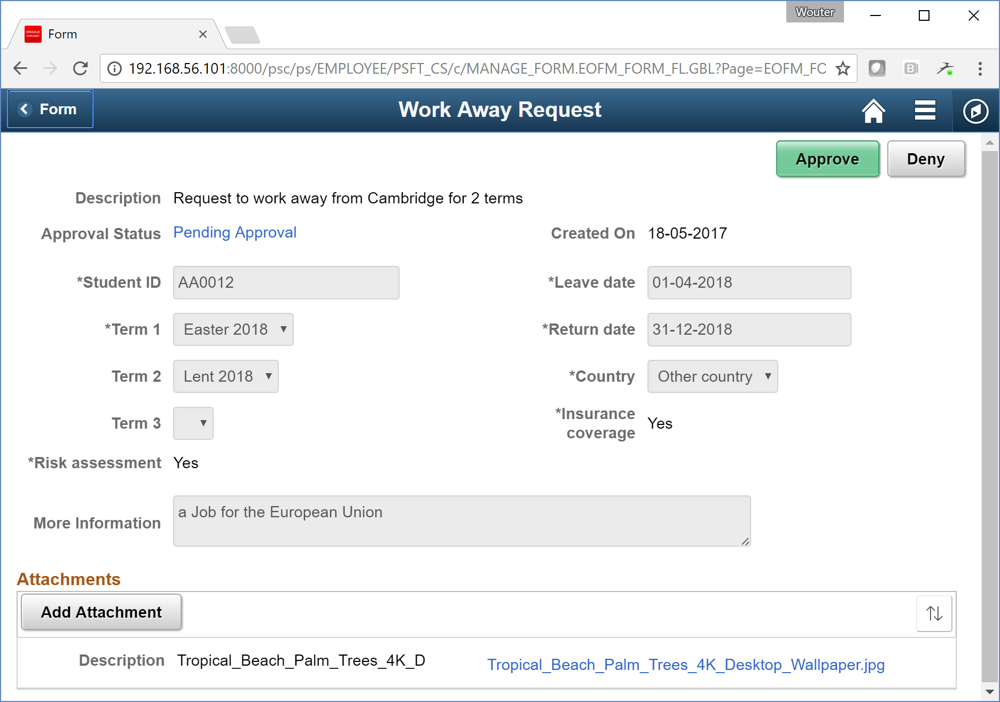 Wouter
ORACLE
PEOPLESOFT
Form
192.168.56.101:8000/psc/ps/EMPLOYEE/PSFT_CS/c/MANAGE_FORM.EOFM_FORM_FL.GBL?Page=EOFM_FO
Form
Work Away Request
Approve Deny
Description Request to work away from Cambridge for 2 terms
Approval Status Pending Approval Created On 18-05-2017
*Student ID AA0012 *Leave date 01-04-2018
*Term 1 Easter 2018 *Return date 31-12-2018
Term 2 Lent 2018 *Country Other country
Term 3 *Insurance
coverage Yes
*Risk assessment Yes
More Information a Job for the European Union
Attachments
Add Attachment
Description Tropical_Beach_Palm_Trees_4K_D Tropical_Beach_Palm_Trees_4K_Desktop_Wallpaper.jpg